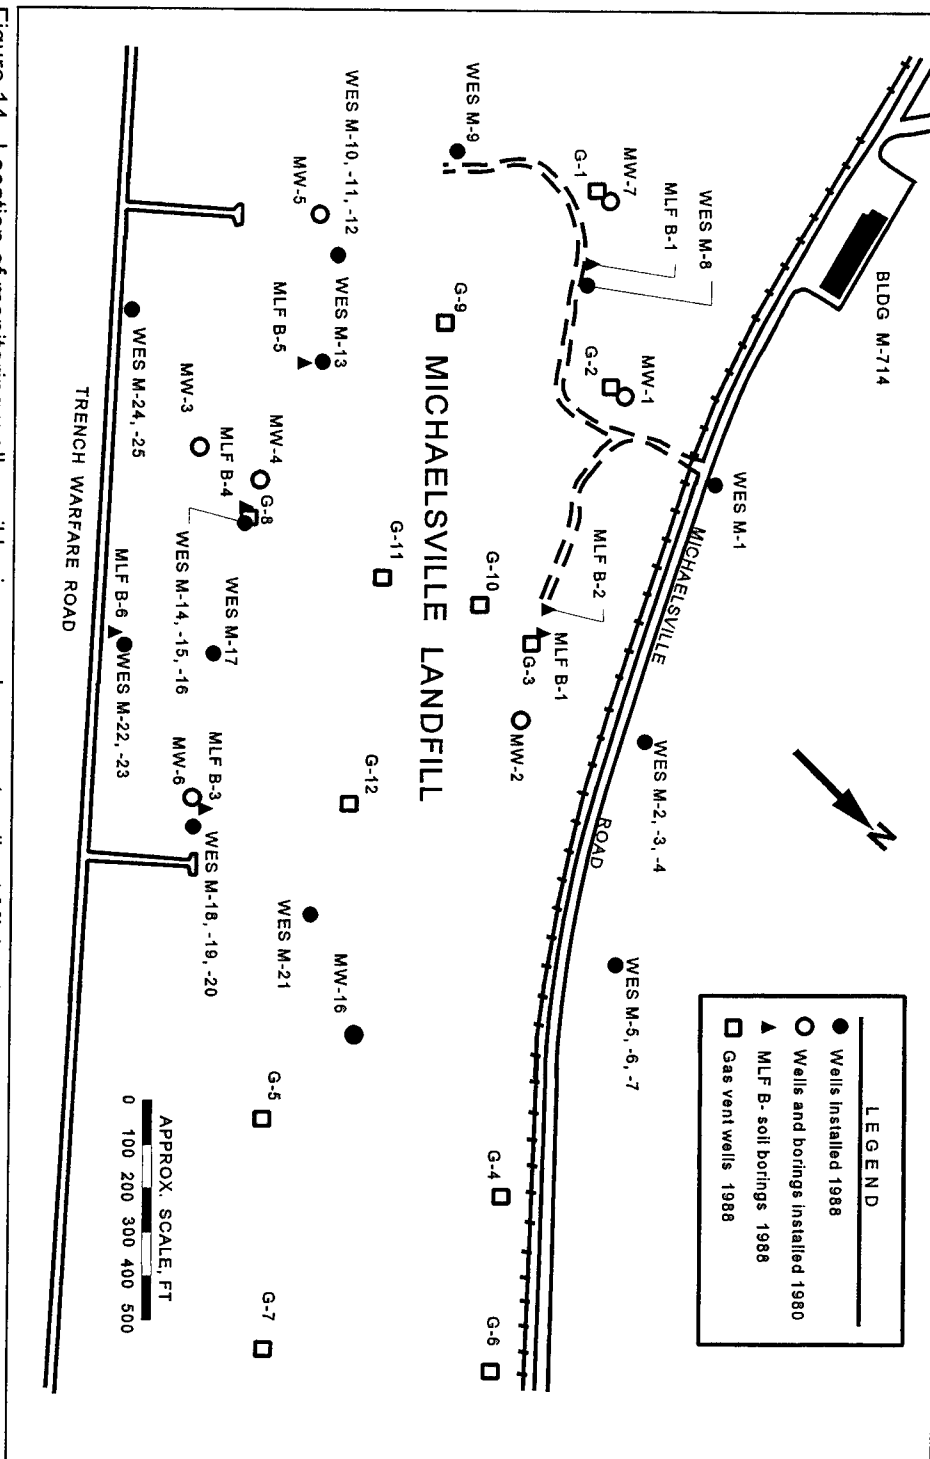 BLDG M-714
WES M-8
MLF B-1
MW-7
G-1
WES M-9
WES M-10, -11, -12
MW-5
WES M-13
MLF B-5
G-9
MW-1
G-2
WES M-1
MICHAELSVILLE
ROAD
MLF B-2
MLF B-1
G-3
MW-2
G-10
G-11
MICHAELSVILLE LANDFILL
WES M-2, -3, -4
WES M-5, -6, -7
N
WES M-24, -25
MW-3
MW-4
MLF B-4
G-8
WES M-14, -15, -16
WES M-17
MLF B-6
WES M-22, -23
TRENCH WARFARE ROAD
G-12
MLF B-3
MW-6
WES M-18, -19, -20
WES M-21
MW-16
G-5
G-4
G-7
G-6
LEGEND
Wells installed 1988
Wells and borings installed 1980
MLF B- soil borings 1988
Gas vent wells 1988
APPROX. SCALE, FT
0 100 200 300 400 500
Figure 14. Location of monitoring wells